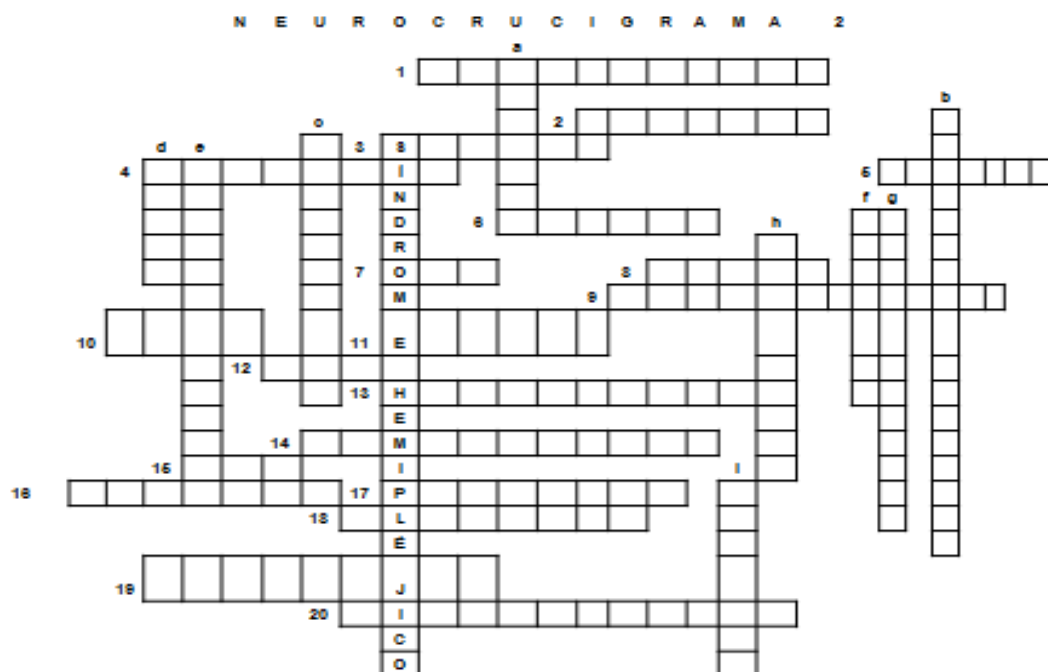 N E U R O C R U C I G R A M A 2
a
1
b
c 2
d e 3 S
4 I 5
N f g
D 6 h
R
7 O 8
M 9
10 11 E
12
13 H
E
14 M
15 I I
16 17 P
18 L
É
19 J
20 I
C
O